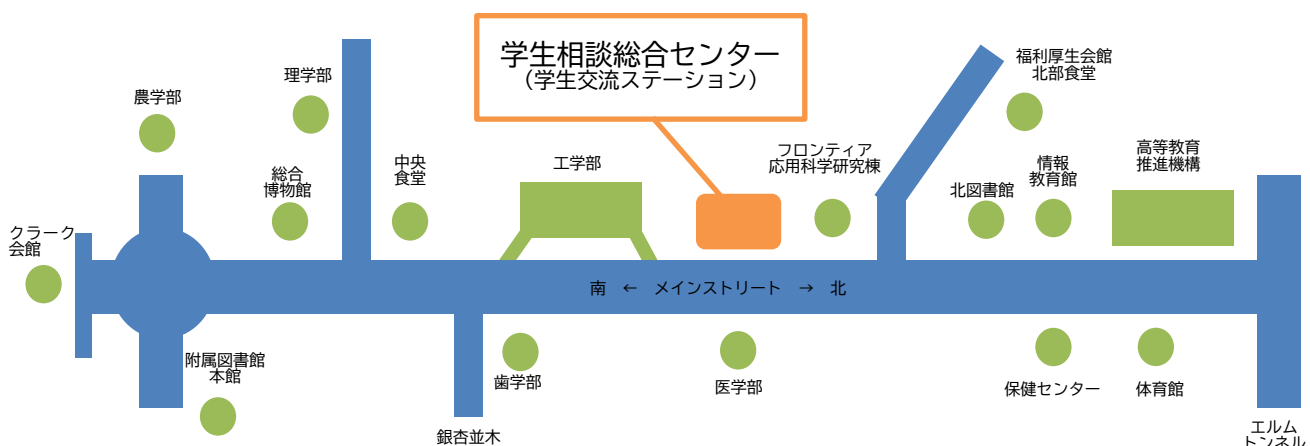 学生相談総合センター
（学生交流ステーション）
農学部
理学部
総合
博物館
中央
食堂
工学部
フロンティア
応用科学研究棟
福利厚生会館
北部食堂
北図書館
情報
教育館
高等教育
推進機構
クラーク
会館
南 ← メインストリート → 北
附属図書館
本館
銀杏並木
歯学部
医学部
保健センター
体育館
エルム
トンネル